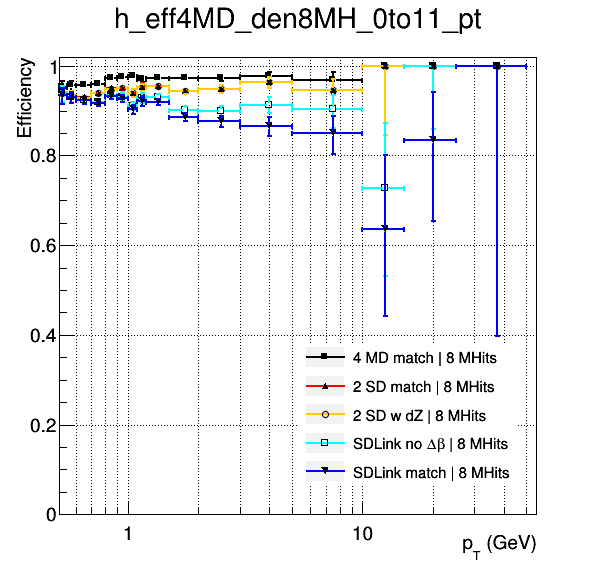 h_eff4MD_den8MH_0to11_pt
Efficiency
1
0.8
0.6
0.4
0.2
0
4 MD match | 8 MHits
2 SD match | 8 MHits
2 SD w dZ | 8 MHits
SDLink no Δβ | 8 MHits
SDLink match | 8 MHits
1
10
p_T (GeV)